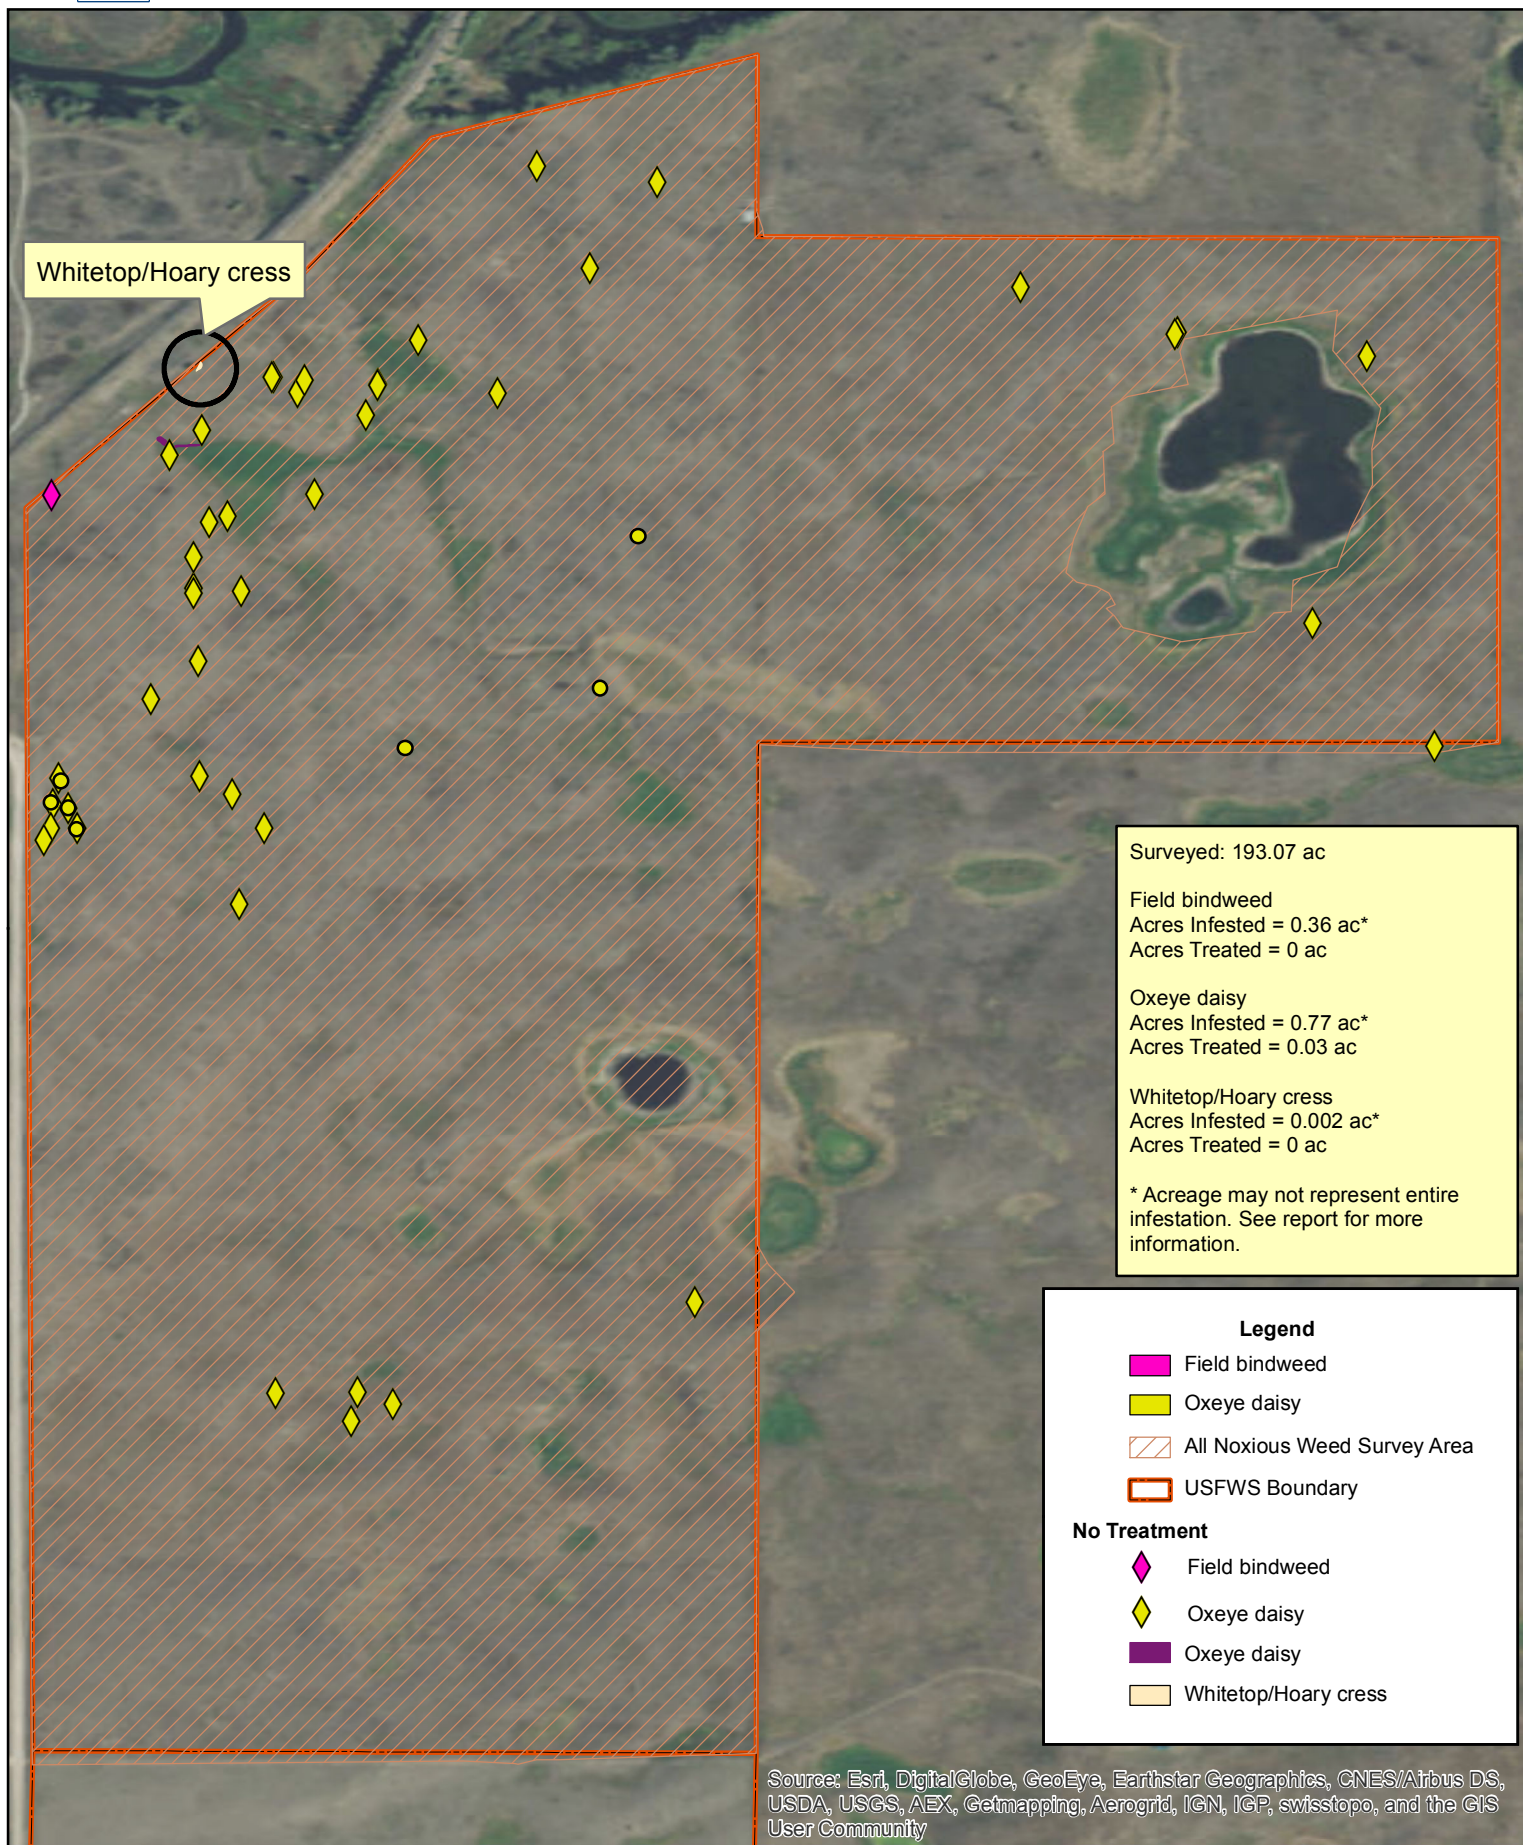 Whitetop/Hoary cress
Surveyed: 193.07 ac
Field bindweed
Acres Infested = 0.36 ac*
Acres Treated = 0 ac
Oxeye daisy
Acres Infested = 0.77 ac*
Acres Treated = 0.03 ac
Whitetop/Hoary cress
Acres Infested = 0.002 ac*
Acres Treated = 0 ac
* Acreage may not represent entire
infestation. See report for more
information.
Legend
Field bindweed
Oxeye daisy
All Noxious Weed Survey Area
USFWS Boundary
No Treatment
Field bindweed
Oxeye daisy
Oxeye daisy
Whitetop/Hoary cress
Source: Esri, DigitalGlobe, GeoEye, Earthstar Geographics, CNES/Airbus DS,
USDA, USGS, AEX, Getmapping, Aerogrid, IGN, IGP, swisstopo, and the GIS
User Community